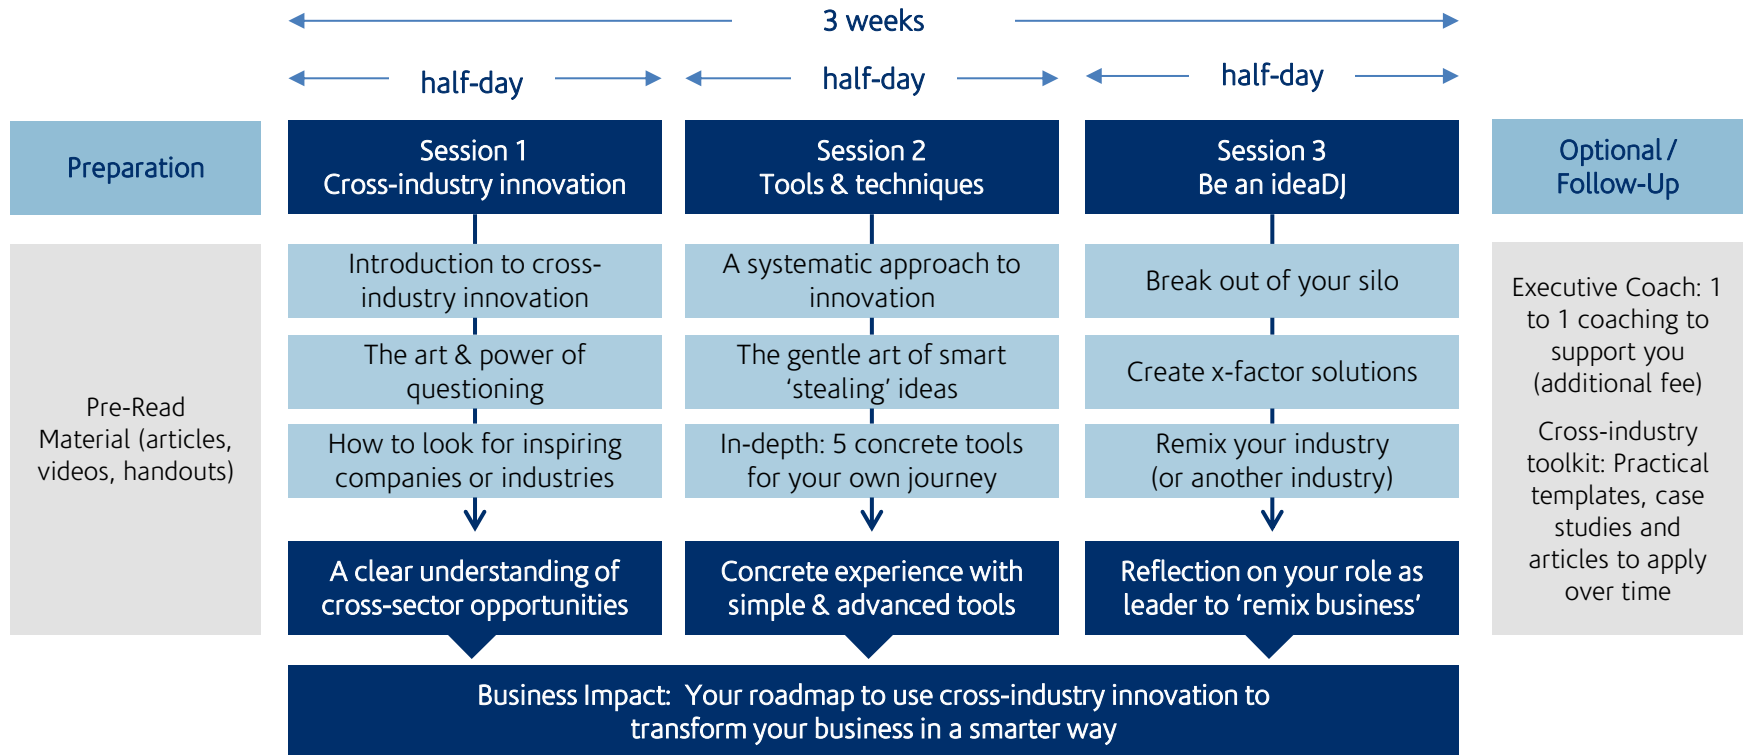 3 weeks
half-day
half-day
half-day
Preparation
Session 1
Cross-industry innovation
Session 2
Tools & techniques
Session 3
Be an ideaDJ
Optional /
Follow-Up
Pre-Read
Material (articles,
videos, handouts)
Introduction to cross-
industry innovation
The art & power of
questioning
How to look for inspiring
companies or industries
A clear understanding of
cross-sector opportunities
A systematic approach to
innovation
The gentle art of smart
‘stealing’ ideas
In-depth: 5 concrete tools
for your own journey
Concrete experience with
simple & advanced tools
Break out of your silo
Create x-factor solutions
Remix your industry
(or another industry)
Reflection on your role as
leader to ‘remix business’
Executive Coach: 1
to 1 coaching to
support you
(additional fee)
Cross-industry
toolkit: Practical
templates, case
studies and
articles to apply
over time
Business Impact:  Your roadmap to use cross-industry innovation to
transform your business in a smarter way